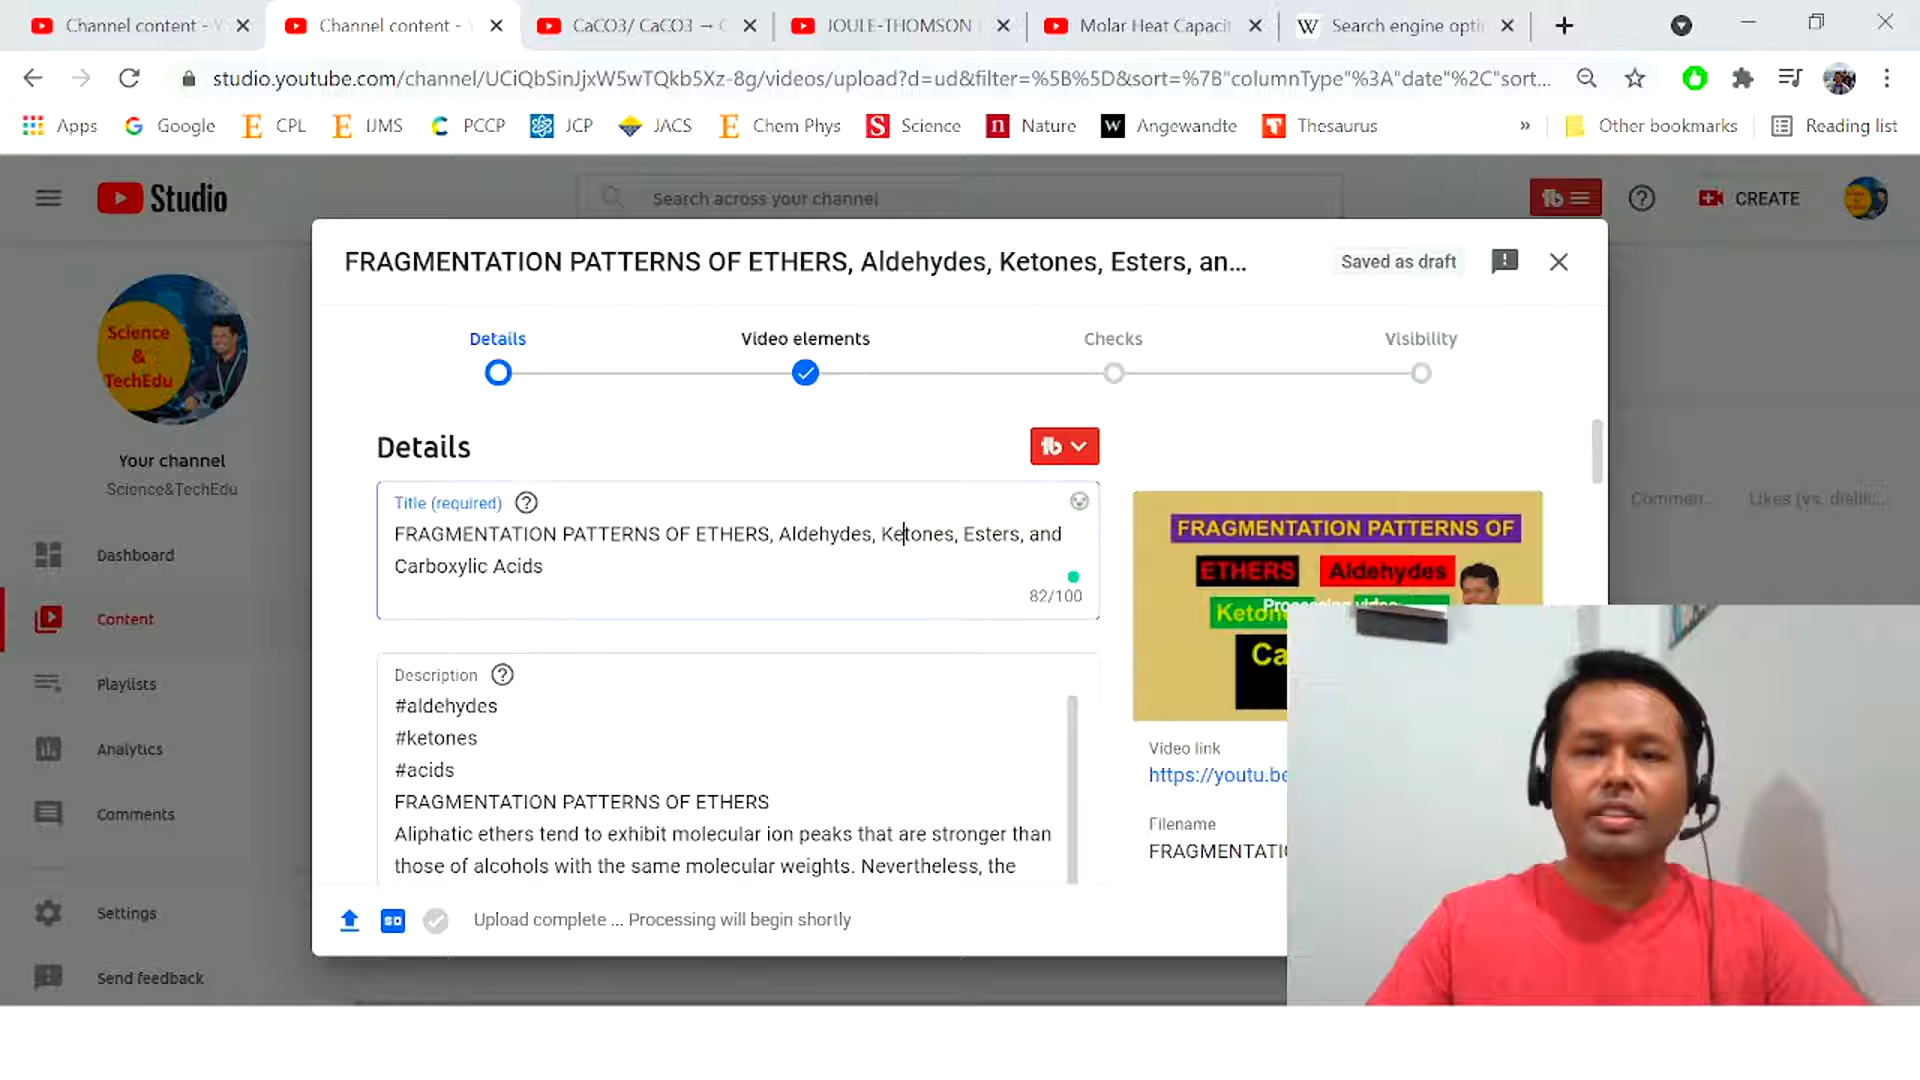 Channel content - Y
Channel content -
CaCO3/ CaCO3 → C
JOULE-THOMSON
Molar Heat Capacit
W Search engine opti
studio.youtube.com/channel/UCiQbSinJjxW5wTQkb5Xz-8g/videos/upload?d=ud&filter=%5B%5D&sort=%7B"columnType"%3A"date"%2C"sort...
Apps
G Google
E CPL
E IJMS
C PCCP
JCP
JACS
E Chem Phys
S Science
n Nature
W Angewandte
T Thesaurus
»
Other bookmarks
Reading list
Studio
Search across your channel
CREATE
FRAGMENTATION PATTERNS OF ETHERS, Aldehydes, Ketones, Esters, an...
Saved as draft
Science
&
TechEdu
Your channel
Science&TechEdu
Dashboard
Content
Playlists
Analytics
Comments
Settings
Send feedback
Details
Video elements
Checks
Visibility
Details
Title (required)
FRAGMENTATION PATTERNS OF ETHERS, Aldehydes, Ketones, Esters, and
Carboxylic Acids
82/100
Description
#aldehydes
#ketones
#acids
FRAGMENTATION PATTERNS OF ETHERS
Aliphatic ethers tend to exhibit molecular ion peaks that are stronger than
those of alcohols with the same molecular weights. Nevertheless, the
Commen...
Likes (vs. dislik...
FRAGMENTATION PATTERNS OF
ETHERS
Aldehydes
Ca
Video link
https://youtu.be
Filename
FRAGMENTATI
SD
Upload complete ... Processing will begin shortly